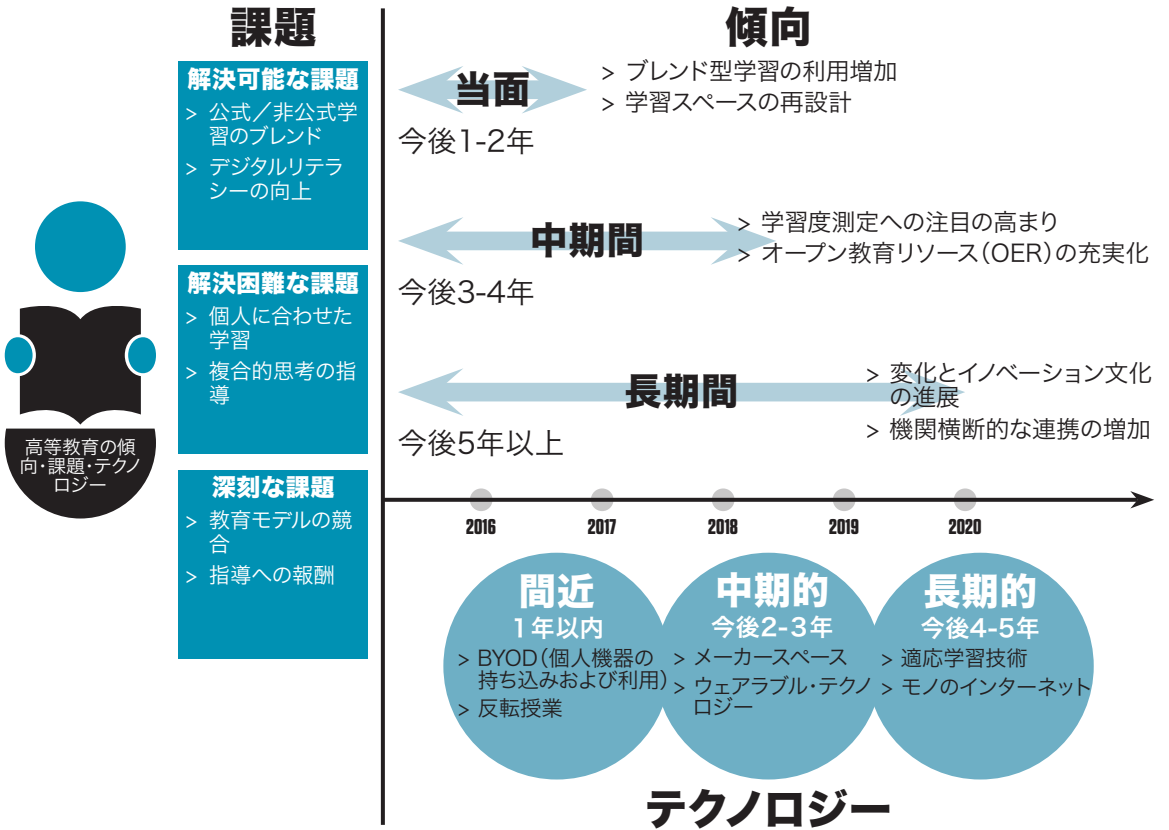 課題
解決可能な課題
> 公式／非公式学
習のブレンド
> デジタルリテラ
シーの向上
解決困難な課題
> 個人に合わせた
学習
> 複合的思考の指
導
深刻な課題
> 教育モデルの競
合
> 指導への報酬
高等教育の傾
向・課題・テクノ
ロジー
傾向
当面
今後1-2年
> ブレンド型学習の利用増加
> 学習スペースの再設計
中期間
今後3-4年
> 学習度測定への注目の高まり
> オープン教育リソース(OER)の充実化
長期間
今後5年以上
> 変化とイノベーション文化
の進展
> 機関横断的な連携の増加
2016 2017 2018 2019 2020
間近
1年以内
> BYOD(個人機器の
持ち込みおよび利用)
> 反転授業
中期的
今後2-3年
> メーカースペース
> ウェアラブル・テクノ
ロジー
長期的
今後4-5年
> 適応学習技術
> モノのインターネット
テクノロジー